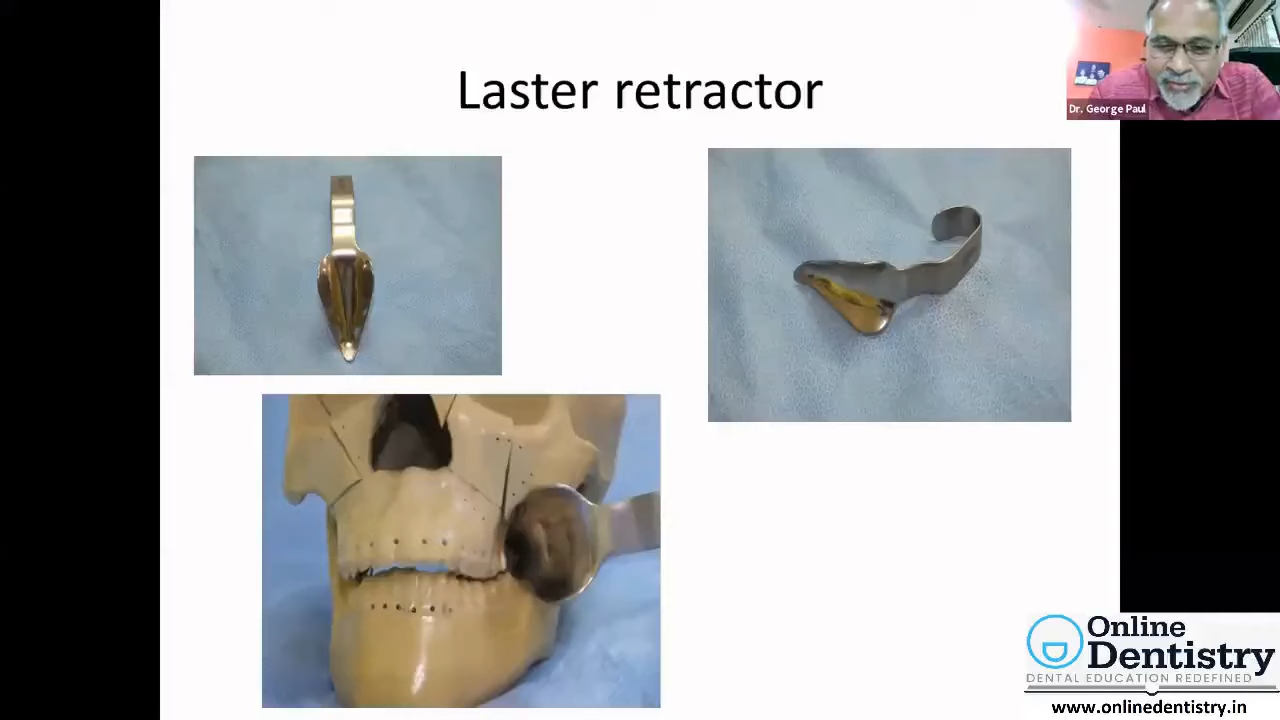 Laster retractor
Dr. George Paul
Online
Dentistry
DENTAL EDUCATION REDEFINED
www.onlinedentistry.in